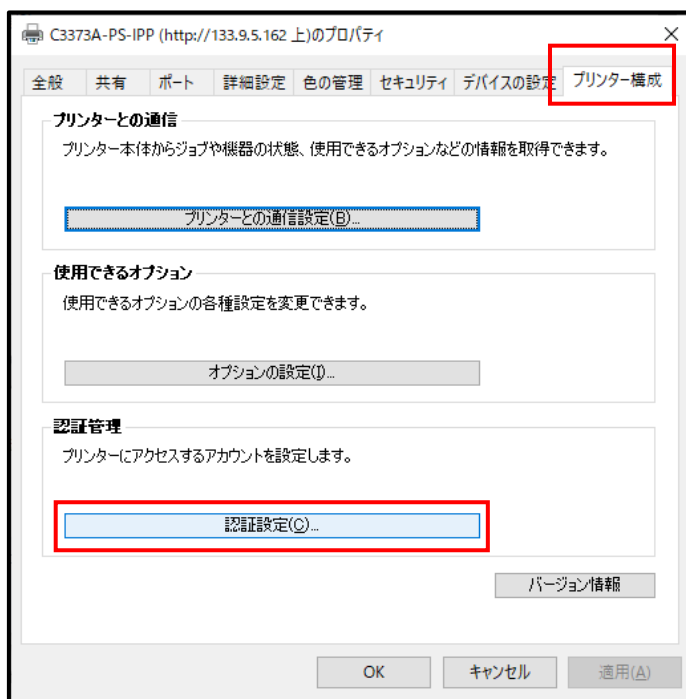 C3373A-PS-IPP (http://133.9.5.162 上)のプロパティ
全般 共有 ポート 詳細設定 色の管理 セキュリティ デバイスの設定 プリンター構成
プリンターとの通信
プリンター本体からジョブや機器の状態、使用できるオプションなどの情報を取得できます。
プリンターとの通信設定(B)...
使用できるオプション
使用できるオプションの各種設定を変更できます。
オプションの設定(I)...
認証管理
プリンターにアクセスするアカウントを設定します。
認証設定(C)...
バージョン情報
OK キャンセル 適用(A)